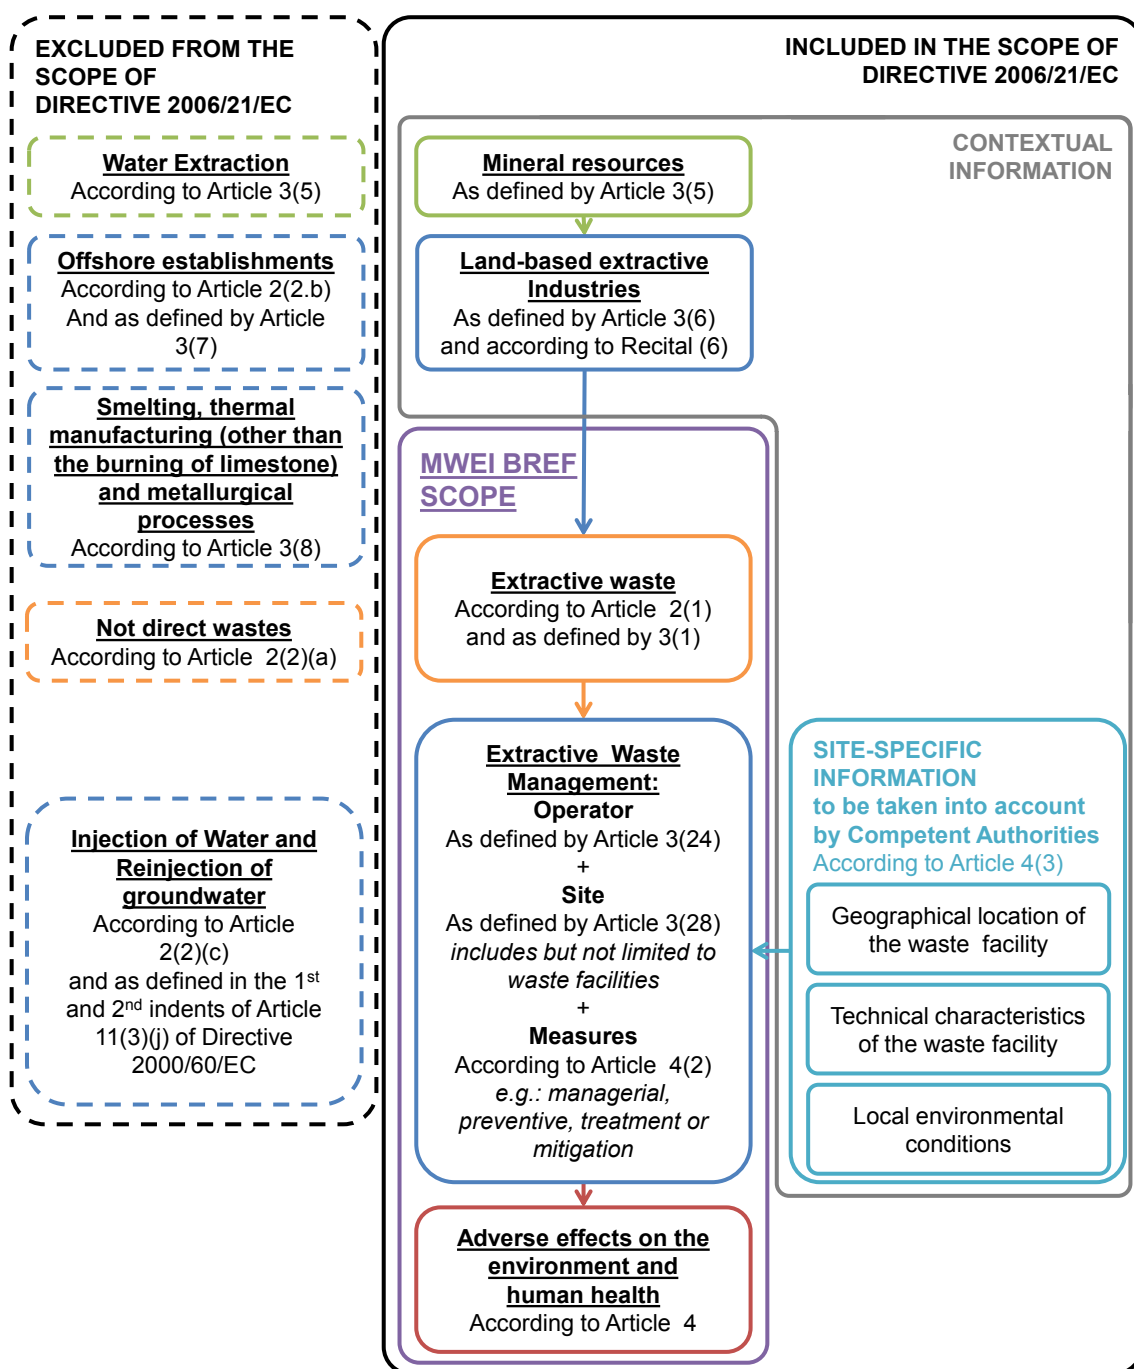 EXCLUDED FROM THE
SCOPE OF
DIRECTIVE 2006/21/EC
Water Extraction
According to Article 3(5)
Offshore establishments
According to Article 2(2.b)
And as defined by Article
3(7)
Smelting, thermal
manufacturing (other than
the burning of limestone)
and metallurgical
processes
According to Article 3(8)
Not direct wastes
According to Article 2(2)(a)
Injection of Water and
Reinjection of
groundwater
According to Article
2(2)(c)
and as defined in the 1st
and 2nd indents of Article
11(3)(j) of Directive
2000/60/EC
INCLUDED IN THE SCOPE OF
DIRECTIVE 2006/21/EC
CONTEXTUAL
INFORMATION
Mineral resources
As defined by Article 3(5)
Land-based extractive
Industries
As defined by Article 3(6)
and according to Recital (6)
MWEI BREF
SCOPE
Extractive waste
According to Article 2(1)
and as defined by 3(1)
Extractive Waste
Management:
Operator
As defined by Article 3(24)
+
Site
As defined by Article 3(28)
includes but not limited to
waste facilities
+
Measures
According to Article 4(2)
e.g.: managerial,
preventive, treatment or
mitigation
Adverse effects on the
environment and
human health
According to Article 4
SITE-SPECIFIC
INFORMATION
to be taken into account
by Competent Authorities
According to Article 4(3)
Geographical location of
the waste facility
Technical characteristics
of the waste facility
Local environmental
conditions